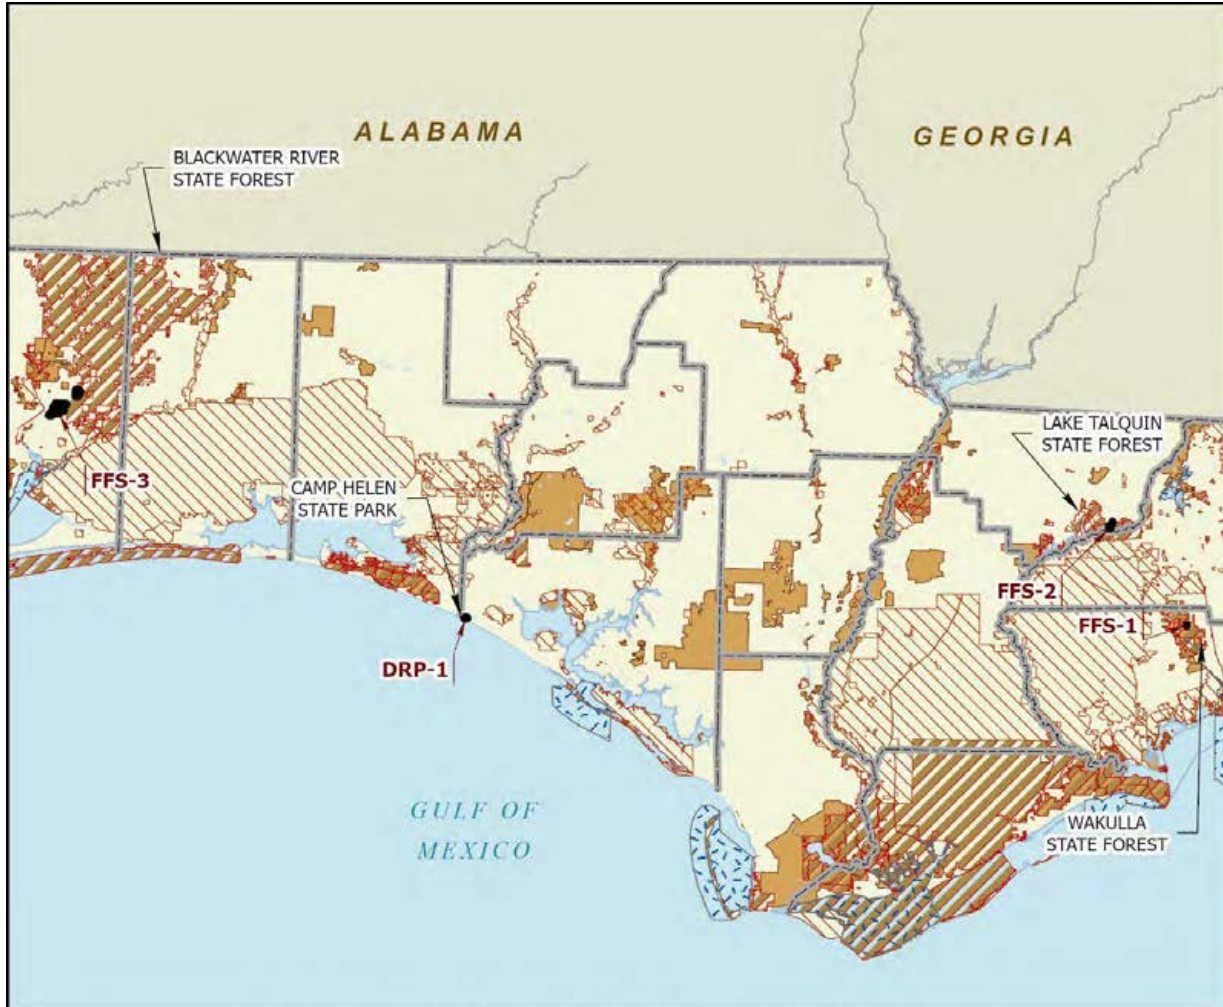 ALABAMA
GEORGIA
BLACKWATER RIVER
STATE FOREST
LAKE TALQUIN
STATE FOREST
FFS-3
CAMP HELEN
STATE PARK
FFS-2
FFS-1
DRP-1
GULF OF
MEXICO
WAKULLA
STATE FOREST